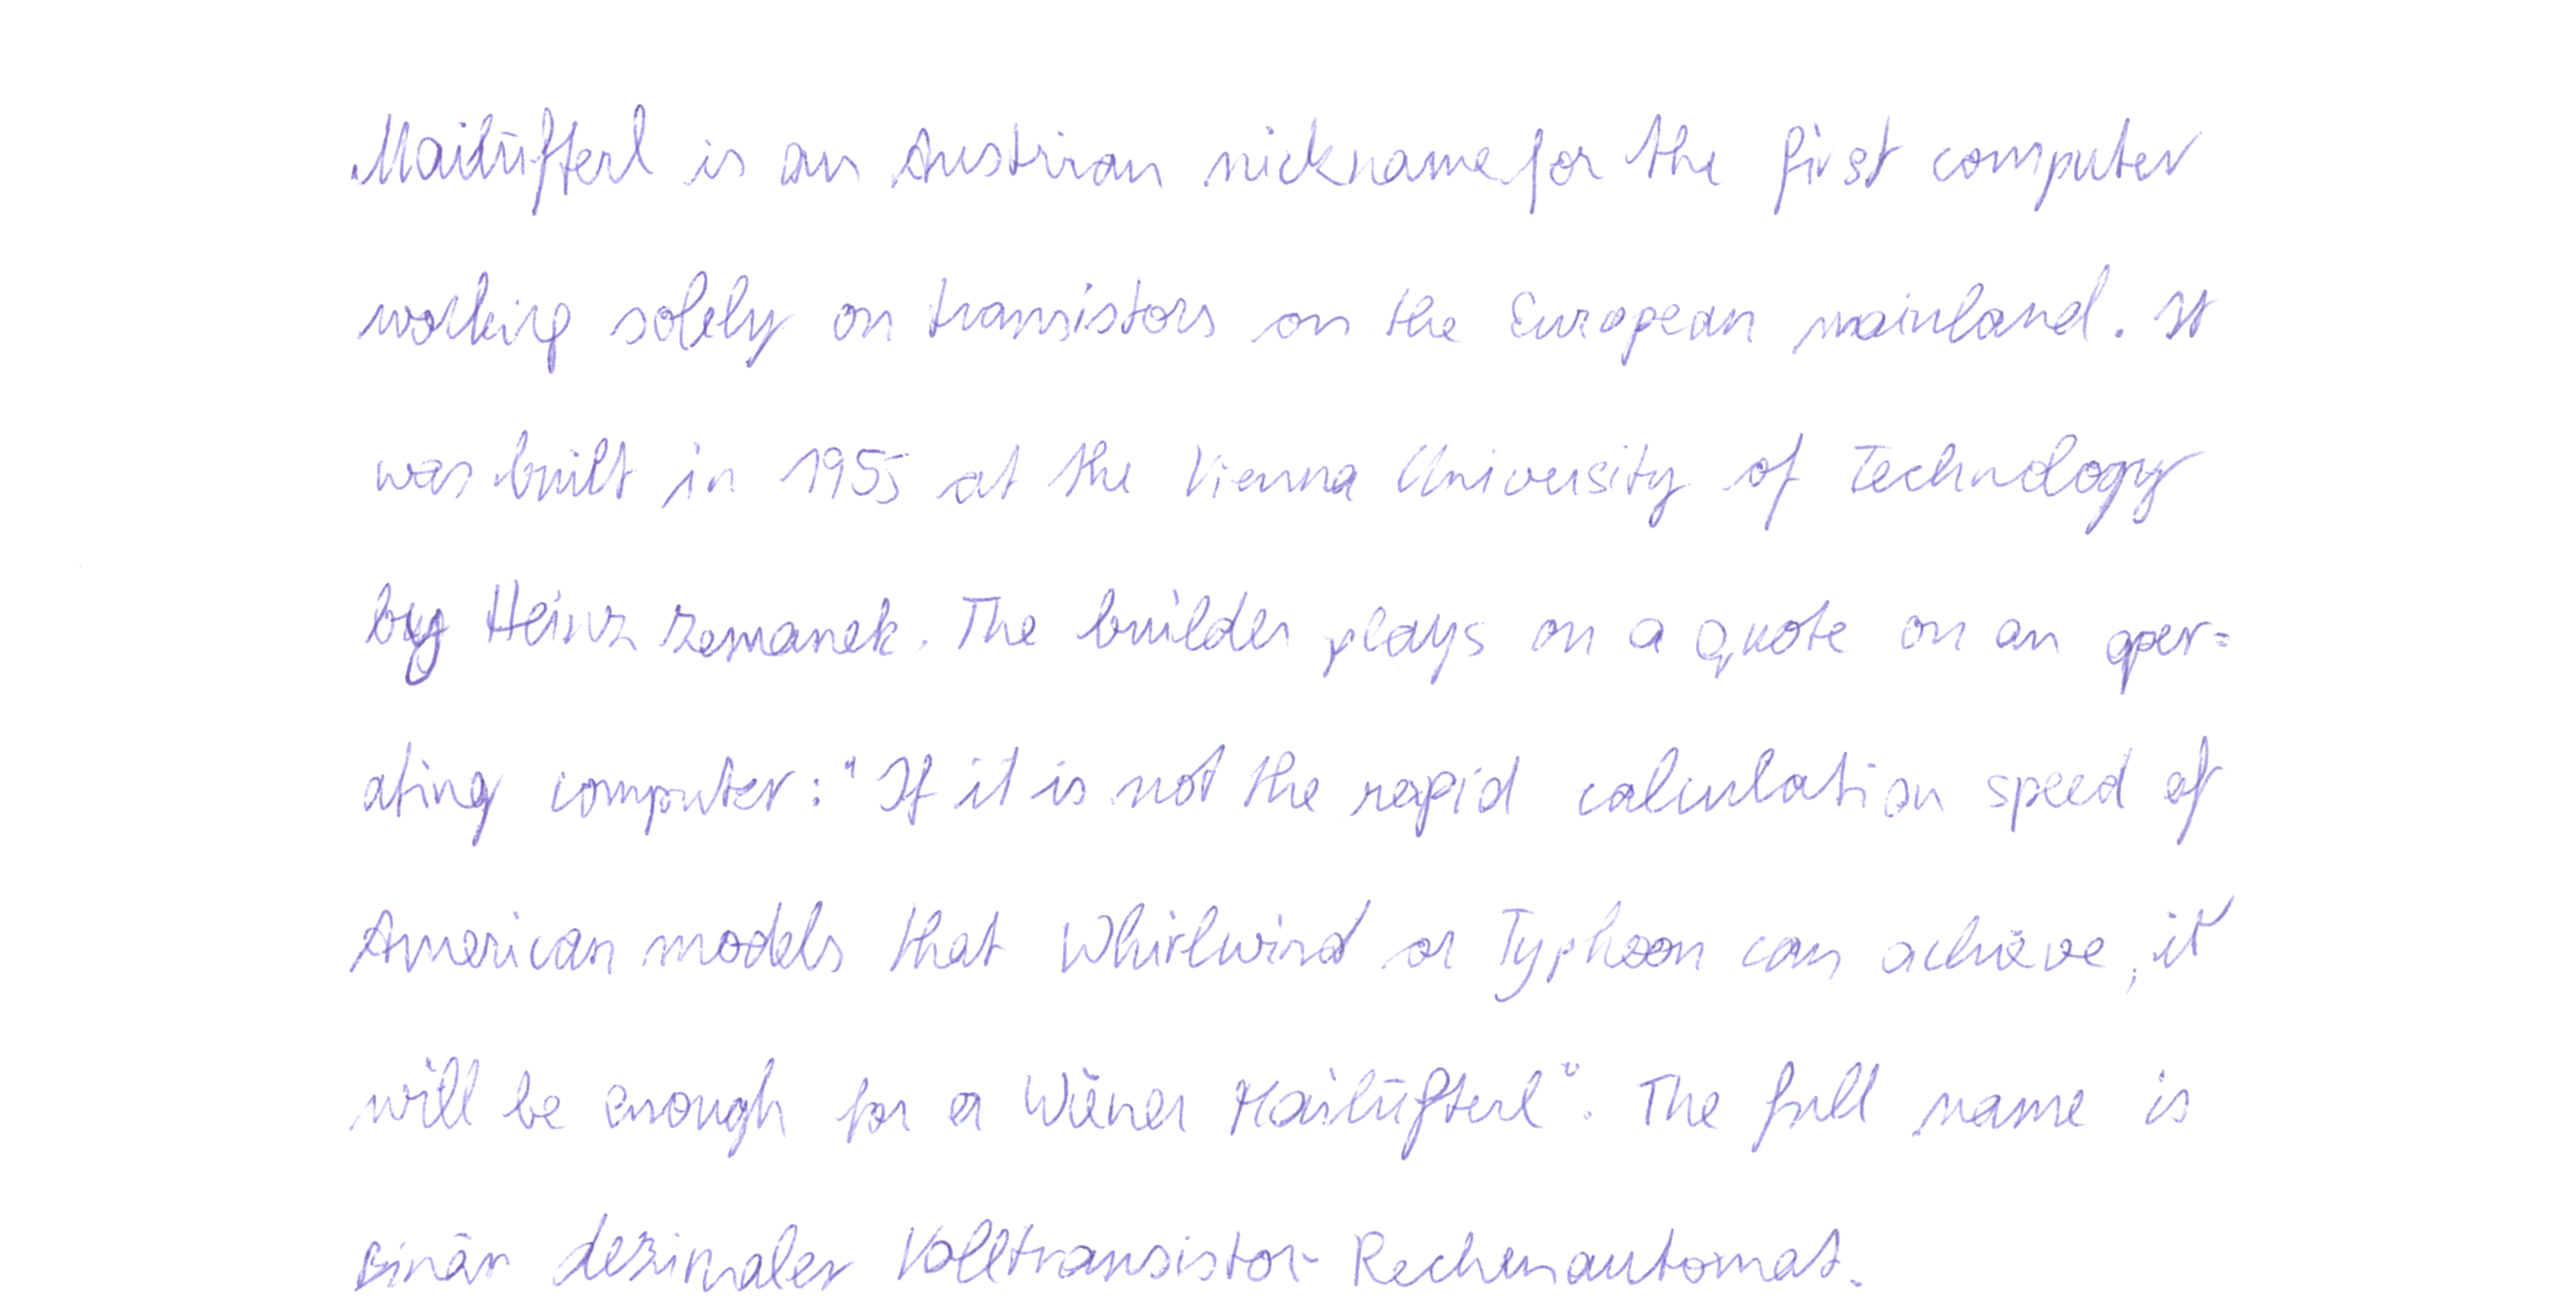 Mailüfterl is an Austrian nickname for the first computer
working solely on transistors on the European mainland. It
was built in 1955 at the Vienna University of Technology
by Heinz Zemanek. The builder plays on a quote on an oper=
ating computer: "If it is not the rapid calculation speed of
American models that Whirlwind or Typhoon can achieve, it
will be enough for a Wiener Mailüfterl". The full name is
Binär dezimaler Volltransistor-Rechenautomat.